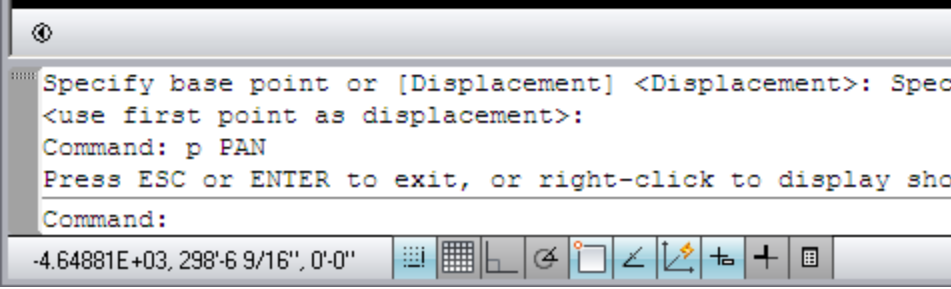 Specify base point or [Displacement] <Displacement>: Spec
<use first point as displacement>:
Command: p PAN
Press ESC or ENTER to exit, or right-click to display sho
Command:
-4.64881E+03, 298'-6 9/16", 0'-0"